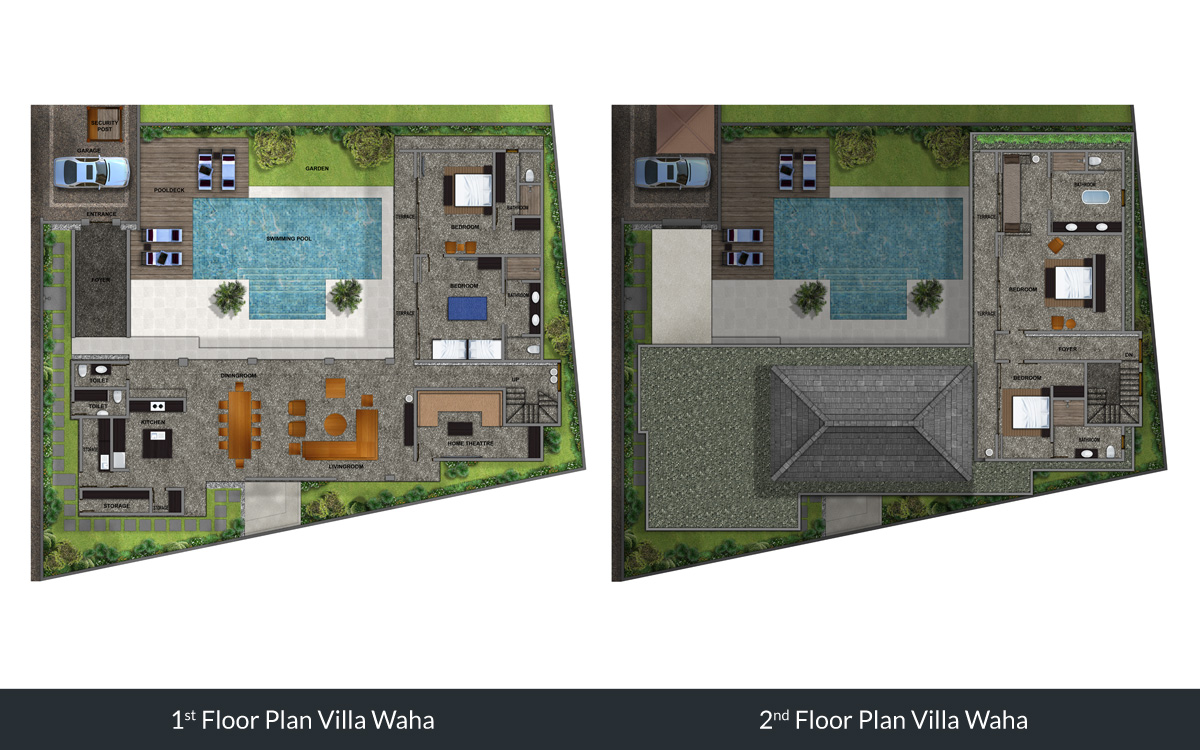 SECURITY
POST
GARAGE
POOLDECK
GARDEN
ENTRANCE
FOYER
SWIMMING POOL
TERRACE
BEDROOM
BATHROOM
BEDROOM
BATHROOM
TERRACE
TOILET
TOILET
DININGROOM
UP
KITCHEN
STORAGE
HOME THEATTRE
LIVINGROOM
STORAGE
STORAGE
BATHROOM
TERRACE
BEDROOM
TERRACE
FOYER
DN
BEDROOM
BATHROOM
1st Floor Plan Villa Waha
2nd Floor Plan Villa Waha